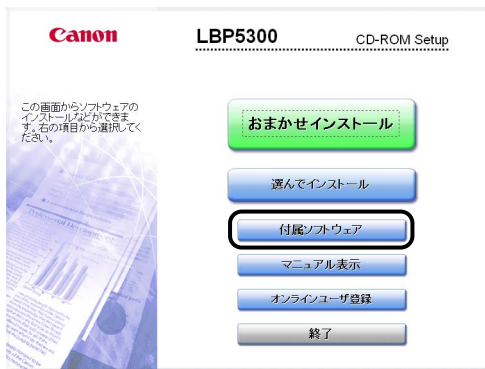 Canon
LBP5300
CD-ROM Setup
この画面からソフトウェアの
インストールなどができま
す。右の項目から選択してく
ださい。
おまかせインストール
選んでインストール
付属ソフトウェア
マニュアル表示
オンラインユーザ登録
終了